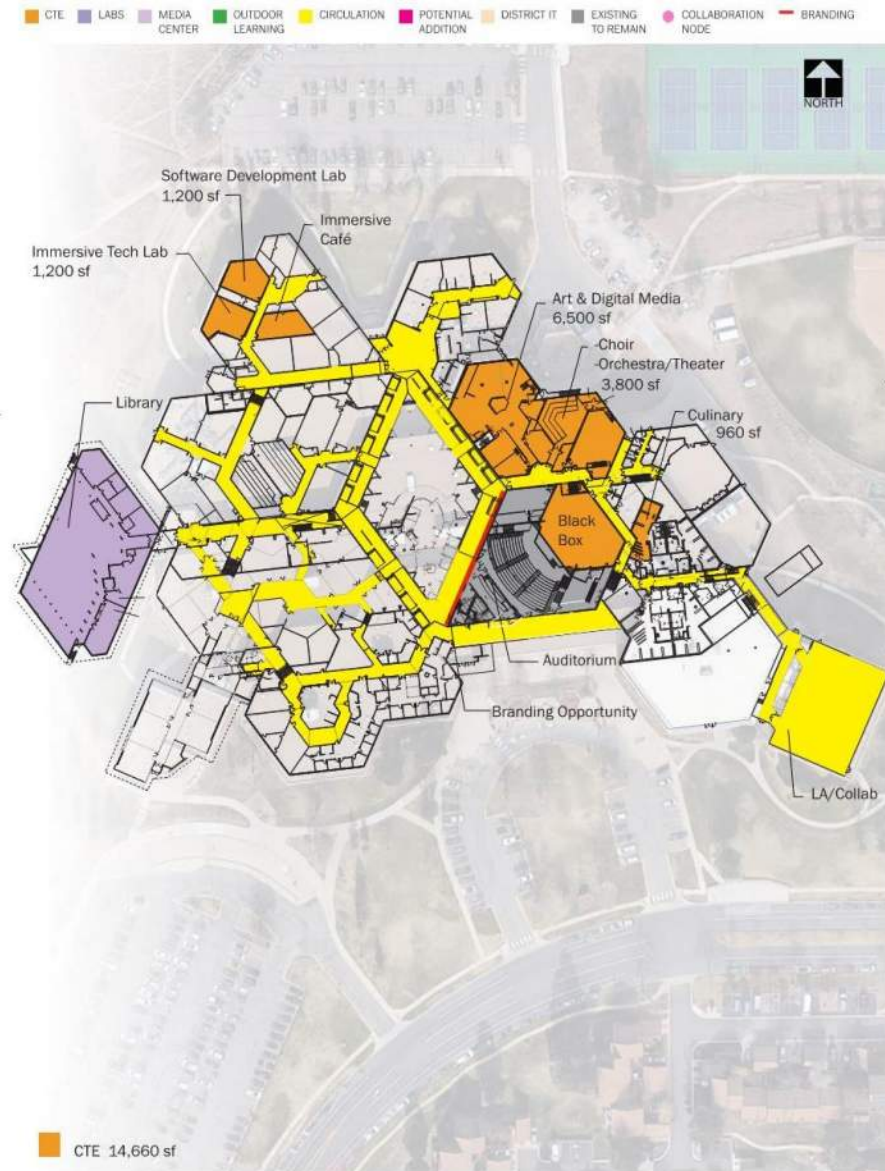 CTE
LABS
MEDIA
CENTER
OUTDOOR
LEARNING
CIRCULATION
POTENTIAL
ADDITION
DISTRICT IT
EXISTING
TO REMAIN
COLLABORATION
NODE
BRANDING
NORTH
Software Development Lab
1,200 sf
Immersive
Café
Immersive Tech Lab
1,200 sf
Art & Digital Media
6,500 sf
-Choir
-Orchestra/Theater
3,800 sf
Library
Culinary
960 sf
Black
Box
Auditorium
Branding Opportunity
LA/Collab
CTE 14,660 sf